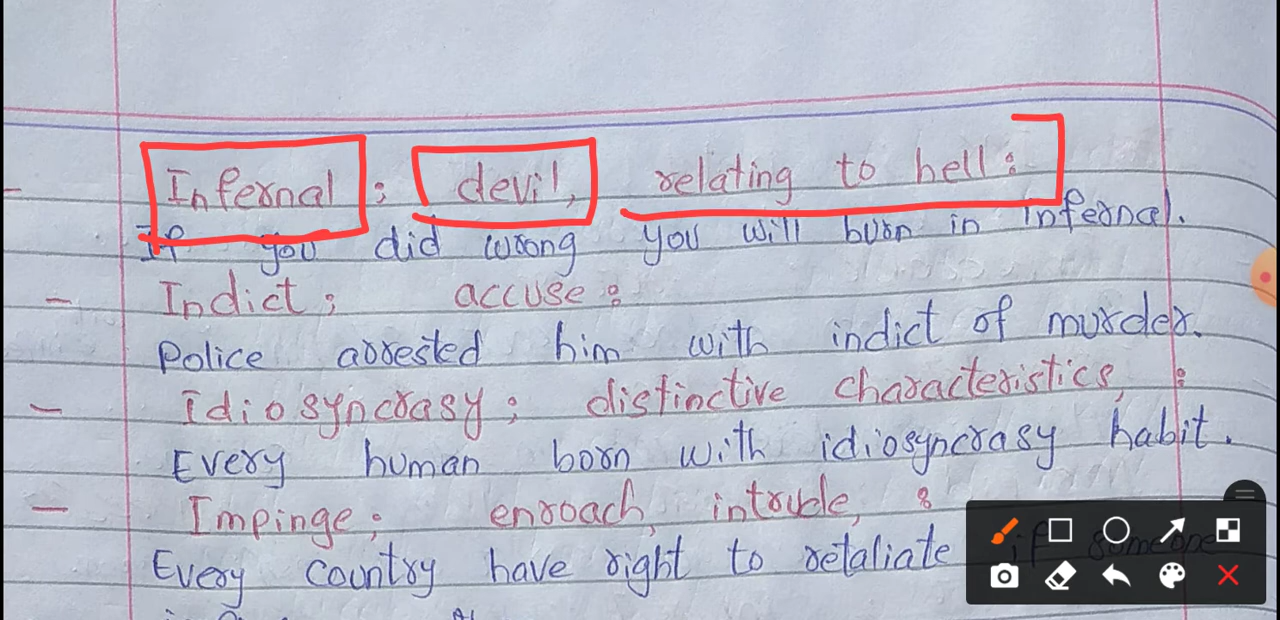 Infernal ; devil, relating to hell :
If you did wrong you will burn in infernal.
- Indict ; accuse :
Police arrested him with indict of murder.
- Idiosyncrasy ; distinctive characteristics, :
Every human born with idiosyncrasy habit.
- Impinge ; enroach, intrude, :
Every country have right to retaliate if someone